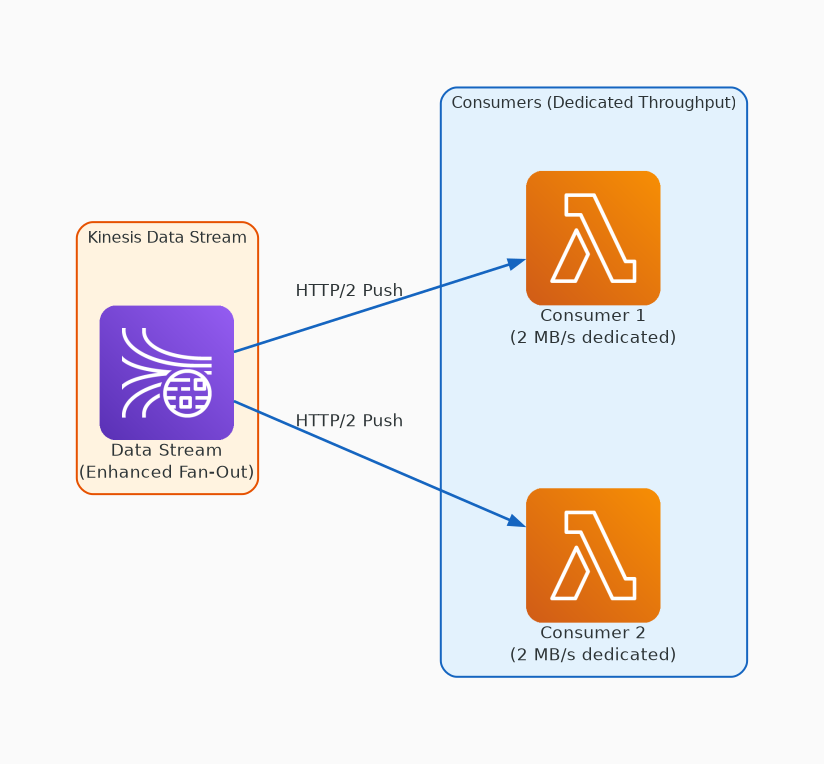 Consumers (Dedicated Throughput)
Kinesis Data Stream
HTTP/2 Push
Consumer 1
(2 MB/s dedicated)
HTTP/2 Push
Data Stream
(Enhanced Fan-Out)
Consumer 2
(2 MB/s dedicated)